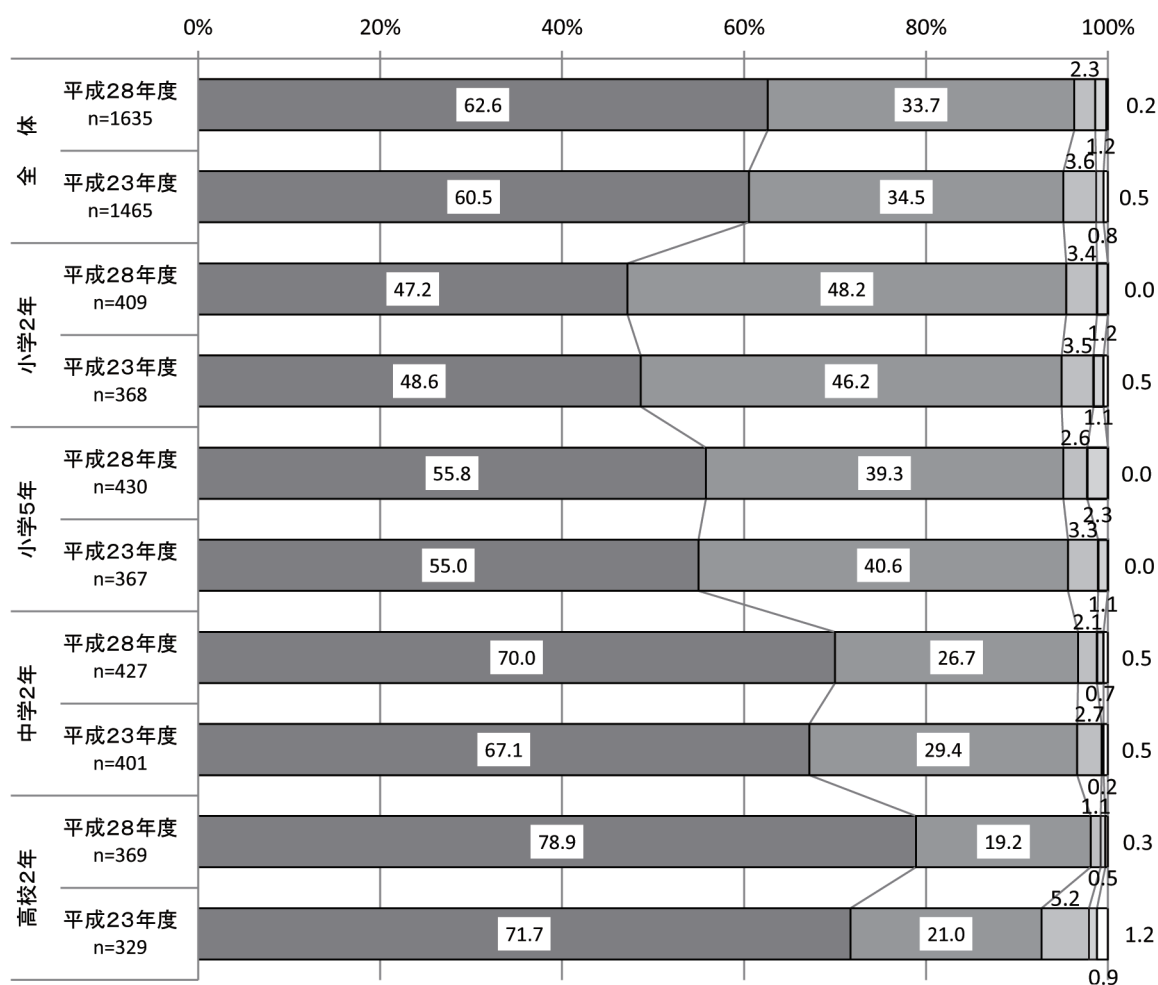 0% 20% 40% 60% 80% 100%
全 体
平成28年度
n=1635
62.6 33.7 2.3 1.2 0.2
平成23年度
n=1465
60.5 34.5 3.6 0.8 0.5
小学2年
平成28年度
n=409
47.2 48.2 3.4 1.2 0.0
平成23年度
n=368
48.6 46.2 3.5 1.1 0.5
小学5年
平成28年度
n=430
55.8 39.3 2.6 2.3 0.0
平成23年度
n=367
55.0 40.6 3.3 1.1 0.0
中学2年
平成28年度
n=427
70.0 26.7 2.1 0.7 0.5
平成23年度
n=401
67.1 29.4 2.7 0.2 0.5
高校2年
平成28年度
n=369
78.9 19.2 1.1 0.5 0.3
平成23年度
n=329
71.7 21.0 5.2 0.9 1.2